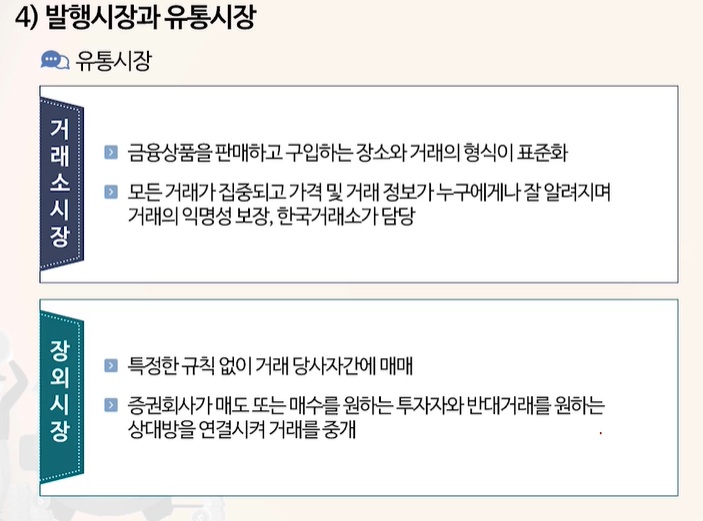 4) 발행시장과 유통시장
유통시장
거래소시장
금융상품을 판매하고 구입하는 장소와 거래의 형식이 표준화
모든 거래가 집중되고 가격 및 거래 정보가 누구에게나 잘 알려지며
거래의 익명성 보장, 한국거래소가 담당
장외시장
특정한 규칙 없이 거래 당사자간에 매매
증권회사가 매도 또는 매수를 원하는 투자자와 반대거래를 원하는
상대방을 연결시켜 거래를 중개